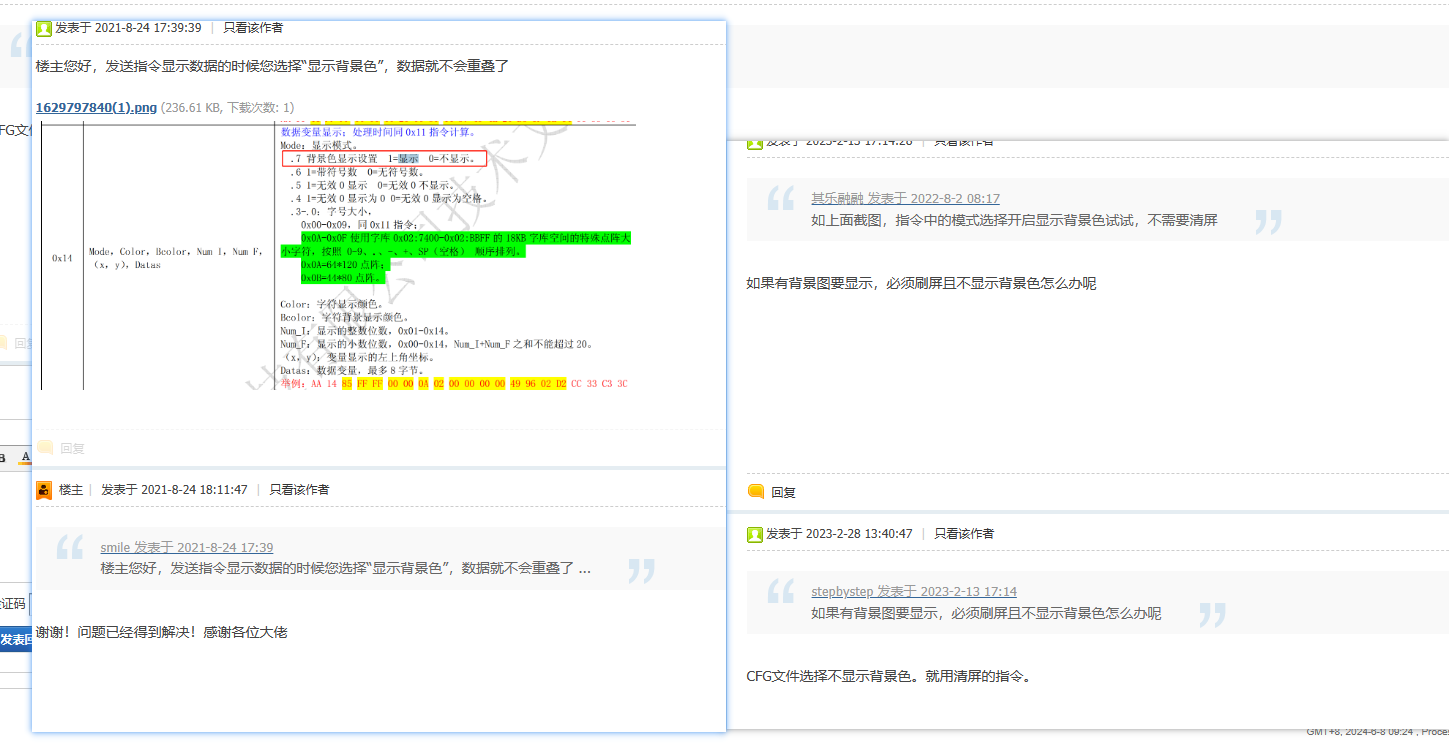 发表于 2021-8-24 17:39:39 | 只看该作者
楼主您好，发送指令显示数据的时候您选择“显示背景色”，数据就不会重叠了
1629797840(1).png (236.61 KB, 下载次数: 1)
数据变量显示；处理时间同 0x11 指令计算。
Mode：显示模式。
.7 背景色显示设置 1=显示 0=不显示。
.6 1=带符号数 0=无符号数。
.5 1=无效 0 显示 0=无效 0 不显示。
.4 1=无效 0 显示为 0 0=无效 0 显示为空格。
.3-.0：字号大小，
0x00-0x09，同 0x11 指令；
0x0A-0x0F 使用字库 0x02:7400-0x02:BBFF 的 18KB 字库空间的特殊点阵大
小字符，按照 0-9、.、-、+、SP（空格） 顺序排列。
0x0A=64*120 点阵；
0x0B=44*80 点阵。
0x14
Mode，Color，Bcolor，Num_I，Num_F，
（x，y），Datas
Color：字符显示颜色。
Bcolor：字符背景显示颜色。
Num_I：显示的整数位数，0x01-0x14。
Num_F：显示的小数位数，0x00-0x14，Num_I+Num_F 之和不能超过 20。
（x，y）：变量显示的左上角坐标。
Datas：数据变量，最多 8 字节。
举例：AA 14 85 FF FF 00 00 0A 02 00 00 00 00 49 96 02 D2 CC 33 C3 3C
回复
楼主 | 发表于 2021-8-24 18:11:47 | 只看该作者
smile 发表于 2021-8-24 17:39
楼主您好，发送指令显示数据的时候您选择“显示背景色”，数据就不会重叠了 ...
谢谢！问题已经得到解决！感谢各位大佬
FG文件
回复
B A
证码
发表回
发表于 2023-2-13 17:14:28 | 只看该作者
其乐融融 发表于 2022-8-2 08:17
如上面截图，指令中的模式选择开启显示背景色试试，不需要清屏
如果有背景图要显示，必须刷屏且不显示背景色怎么办呢
回复
发表于 2023-2-28 13:40:47 | 只看该作者
stepbystep 发表于 2023-2-13 17:14
如果有背景图要显示，必须刷屏且不显示背景色怎么办呢
CFG文件选择不显示背景色。就用清屏的指令。
GMT+8, 2024-6-8 09:24 , Proce